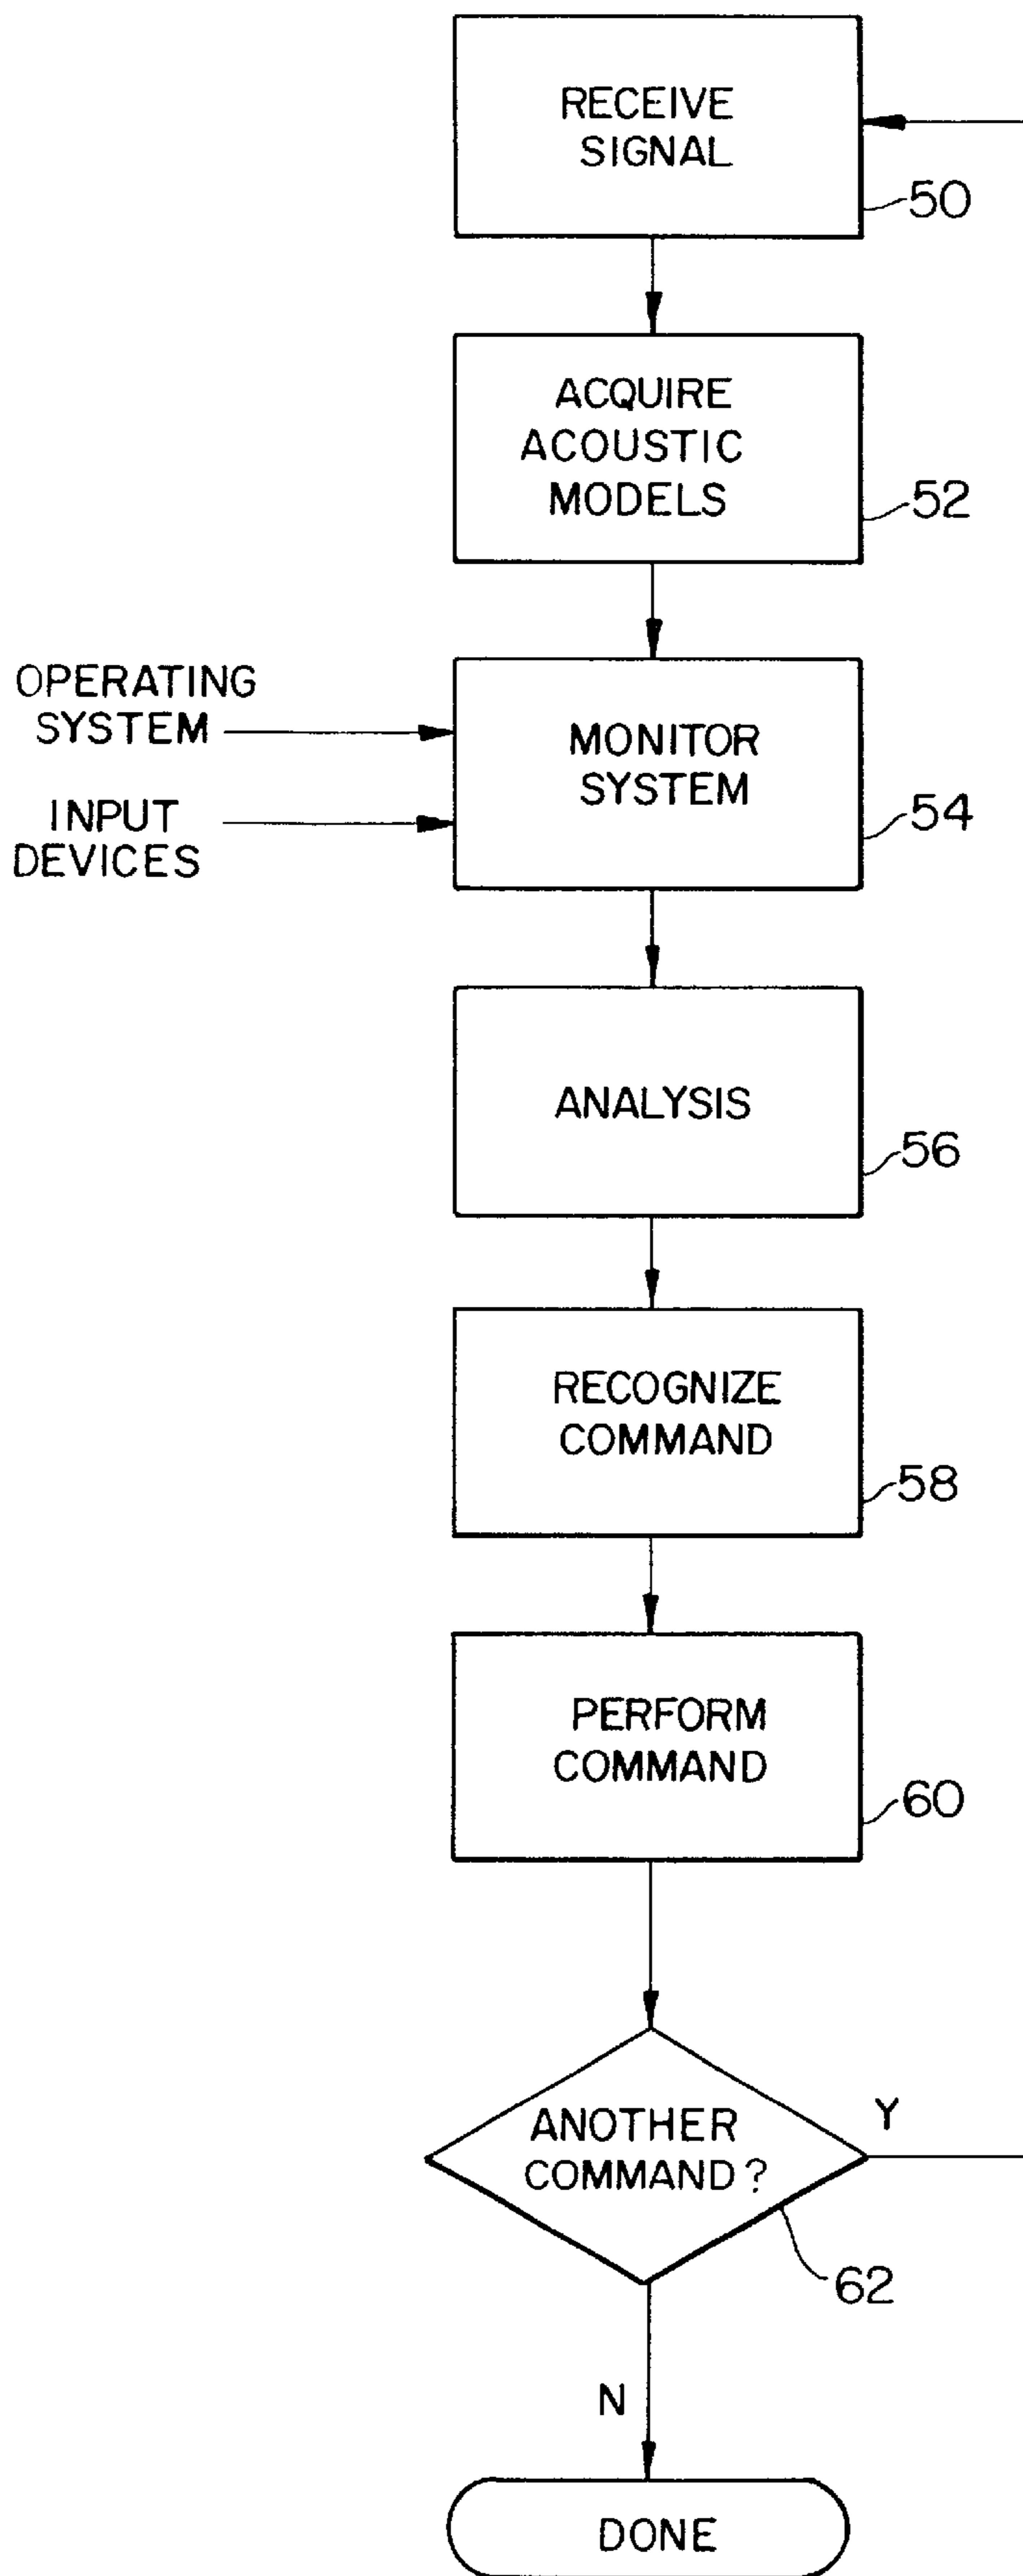 RECEIVE
SIGNAL
50
ACQUIRE
ACOUSTIC
MODELS
52
OPERATING
SYSTEM
INPUT
DEVICES
MONITOR
SYSTEM
54
ANALYSIS
56
RECOGNIZE
COMMAND
58
PERFORM
COMMAND
60
ANOTHER
COMMAND?
Y
62
N
DONE